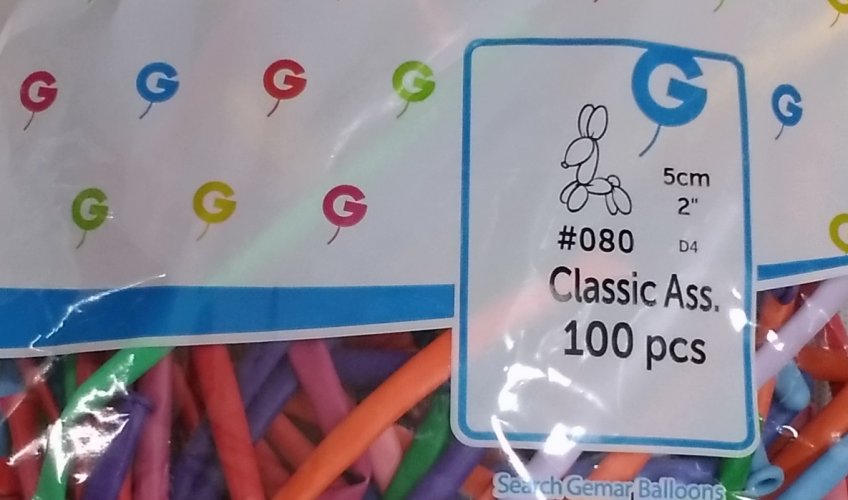 G G G G
G
G
G G G
5cm
2"
#080 D4
Classic Ass.
100 pcs
Search Gemar Balloons